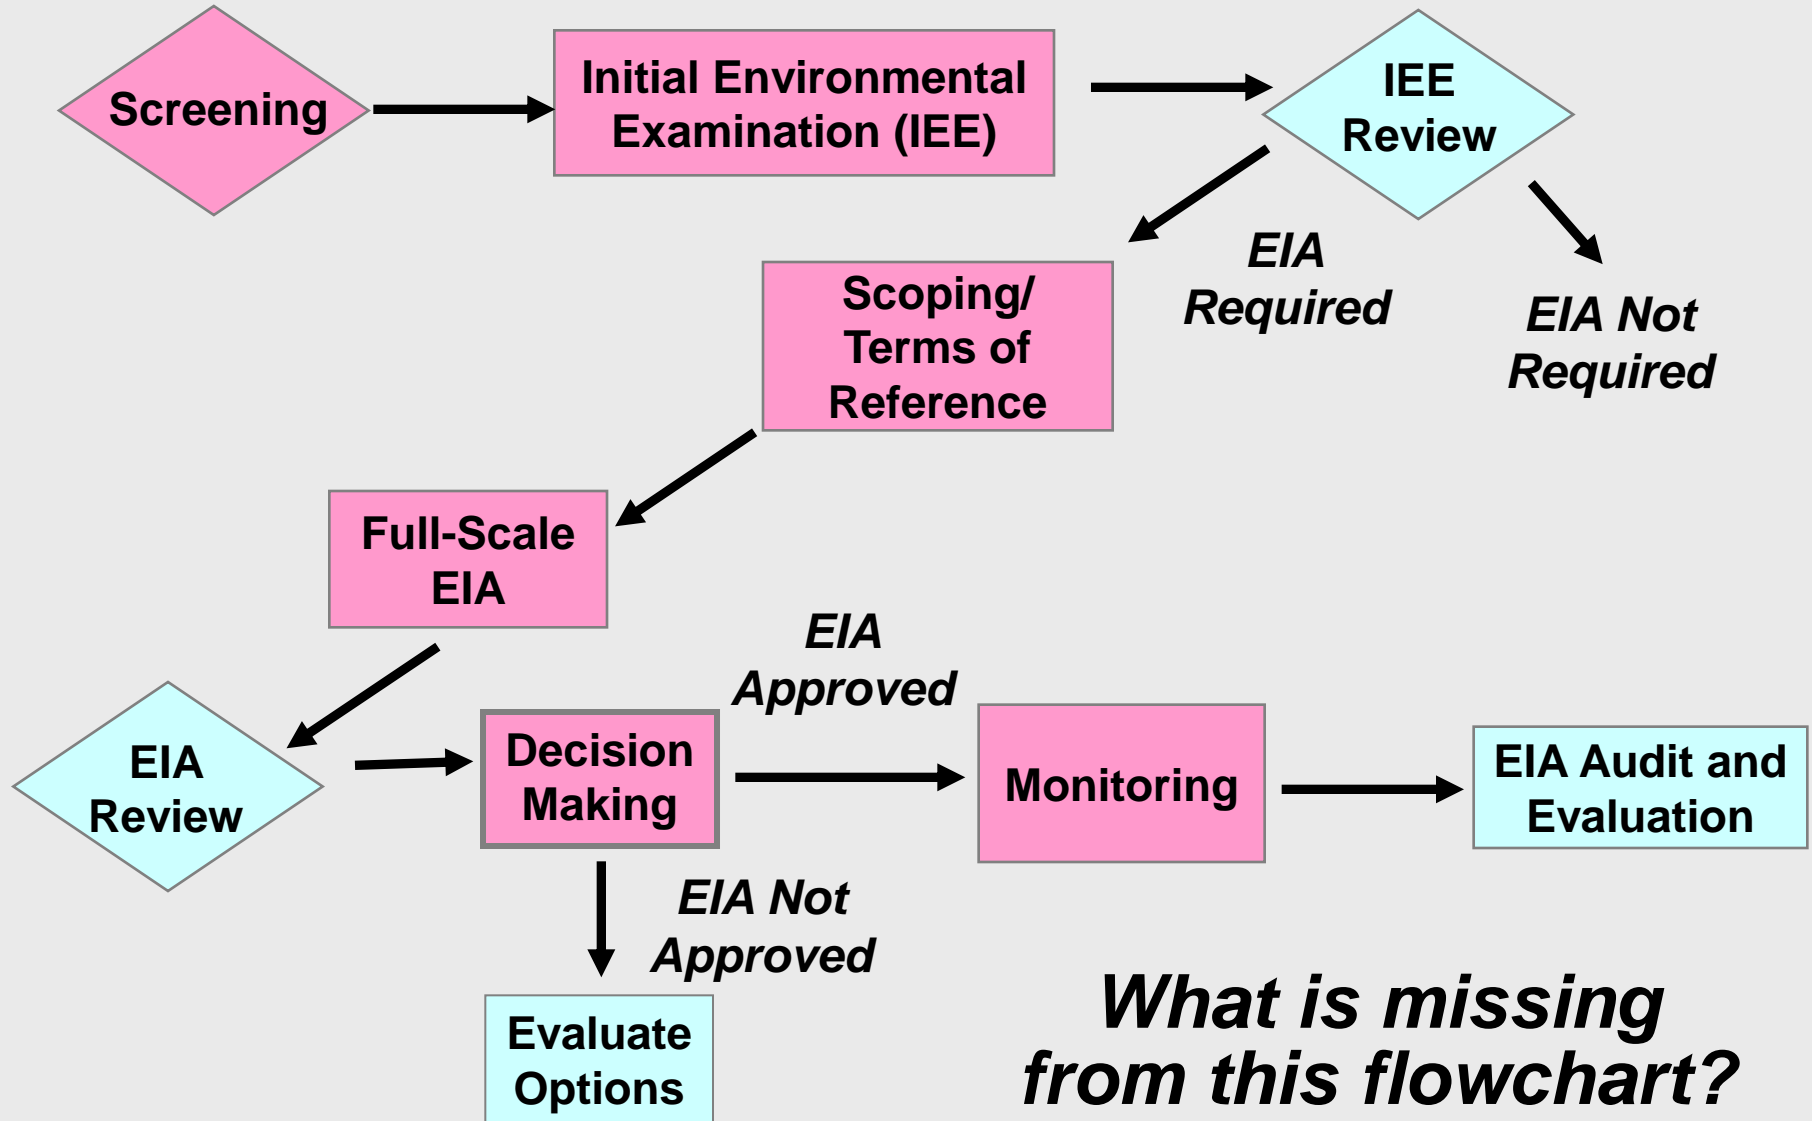 Screening
Initial Environmental
Examination (IEE)
IEE
Review
EIA
Required
EIA Not
Required
Scoping/
Terms of
Reference
Full-Scale
EIA
EIA
Review
Decision
Making
EIA
Approved
Monitoring
EIA Audit and
Evaluation
EIA Not
Approved
Evaluate
Options
What is missing
from this flowchart?